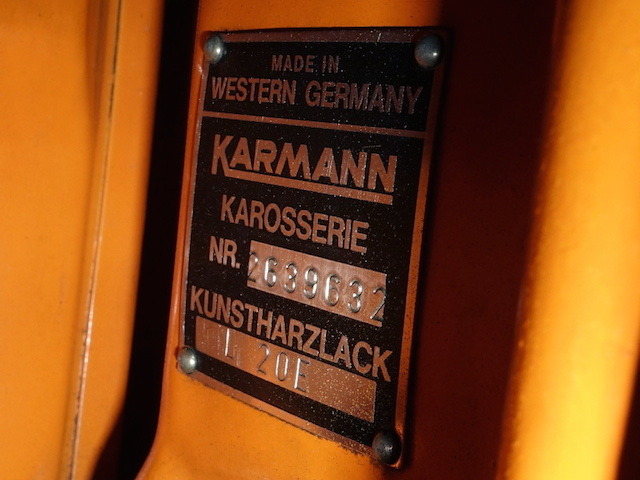 MADE IN
WESTERN GERMANY
KARMANN
KAROSSERIE
NR. 2639632
KUNSTHARZLACK
L 20E